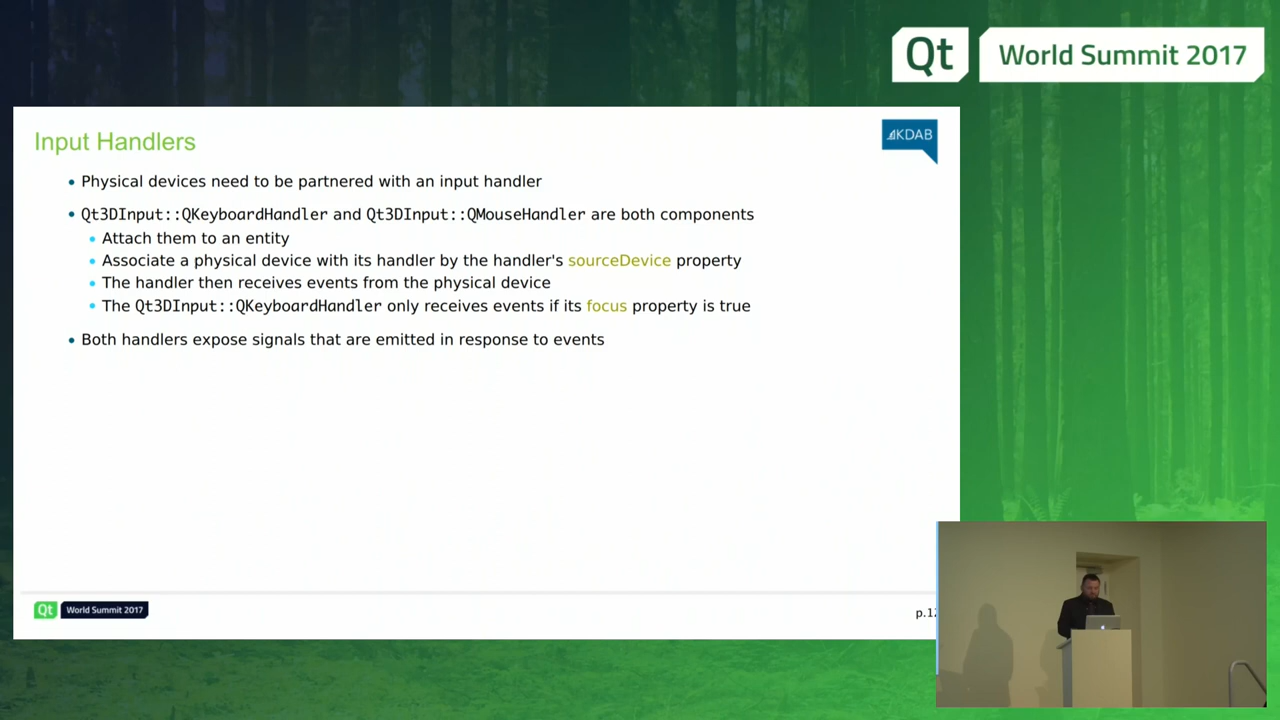 Qt World Summit 2017
Input Handlers
KDAB
• Physical devices need to be partnered with an input handler
• Qt3DInput::QKeyboardHandler and Qt3DInput::QMouseHandler are both components
• Attach them to an entity
• Associate a physical device with its handler by the handler's sourceDevice property
• The handler then receives events from the physical device
• The Qt3DInput::QKeyboardHandler only receives events if its focus property is true
• Both handlers expose signals that are emitted in response to events
Qt World Summit 2017